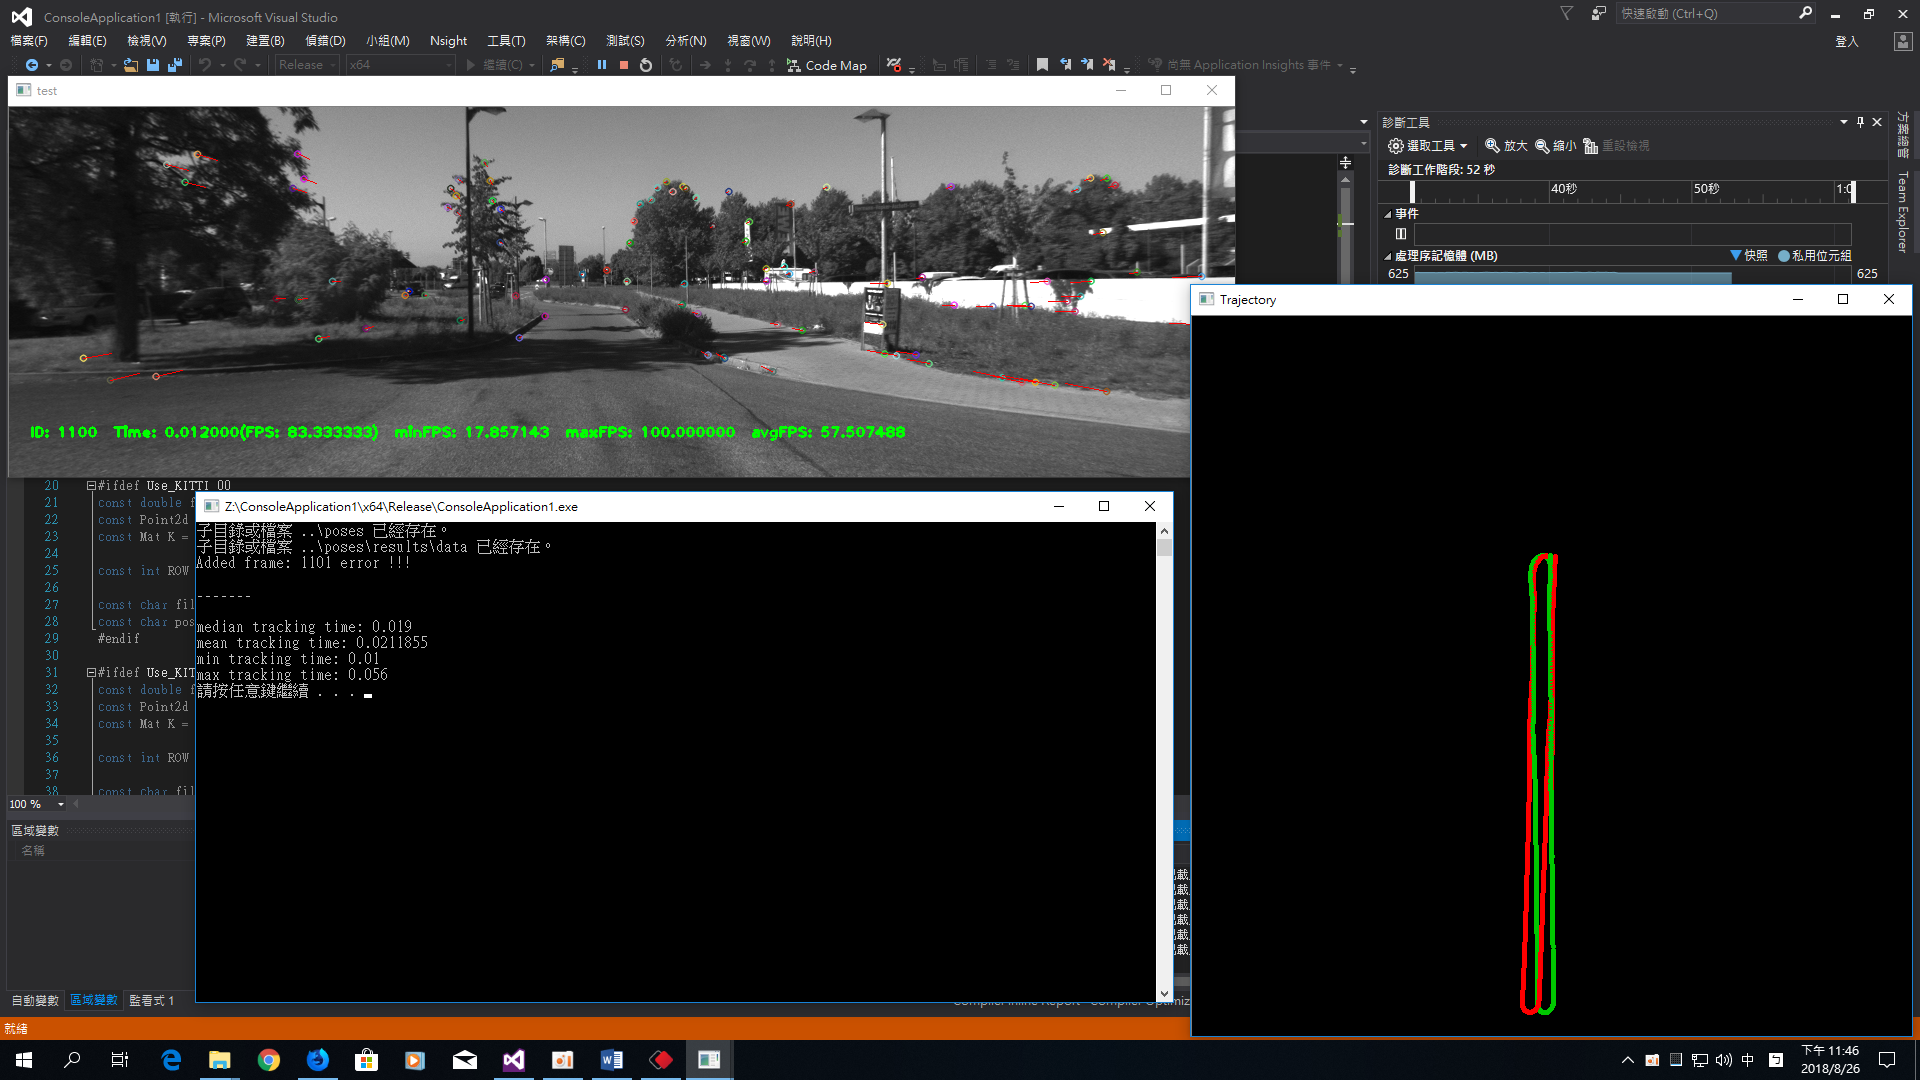 ConsoleApplication1 [執行] - Microsoft Visual Studio
快速啟動 (Ctrl+Q)
檔案(F) 編輯(E) 檢視(V) 專案(P) 建置(B) 偵錯(D) 小組(M) Nsight 工具(T) 架構(C) 測試(S) 分析(N) 視窗(W) 說明(H)
登入
Release x64 繼續(C) Code Map 尚無 Application Insights 事件
test
ID: 1100 Time: 0.012000(FPS: 83.333333) minFPS: 17.857143 maxFPS: 100.000000 avgFPS: 57.507488
診斷工具
選取工具 放大 縮小 重設檢視
診斷工作階段: 52 秒
40秒 50秒 1:0
事件
處理序記憶體 (MB) 快照 私用位元組
625 625
方案總管
Team Explorer
Trajectory
20 #ifdef Use_KITTI_00
21 const double f
22 const Point2d
23 const Mat K =
24
25 const int ROW
26
27 const char fil
28 const char pos
29 #endif
30
31 #ifdef Use_KIT
32 const double f
33 const Point2d
34 const Mat K =
35
36 const int ROW
37
38 const char fil
100 %
Z:\ConsoleApplication1\x64\Release\ConsoleApplication1.exe
子目錄或檔案 ..\poses 已經存在。
子目錄或檔案 ..\poses\results\data 已經存在。
Added frame: 1101 error !!!
-------
median tracking time: 0.019
mean tracking time: 0.0211855
min tracking time: 0.01
max tracking time: 0.056
請按任意鍵繼續 . . .
區域變數
名稱
自動變數 區域變數 監看式 1
就緒
中
下午 11:46
2018/8/26